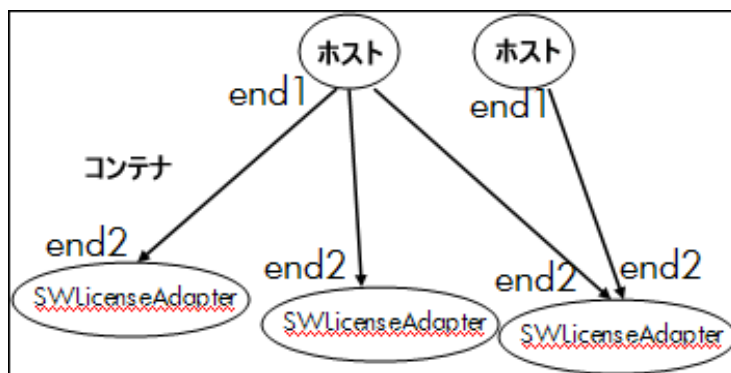 ホスト
ホスト
end1
end1
コンテナ
end2
end2
end2
end2
SWLicenseAdapter
SWLicenseAdapter
SWLicenseAdapter